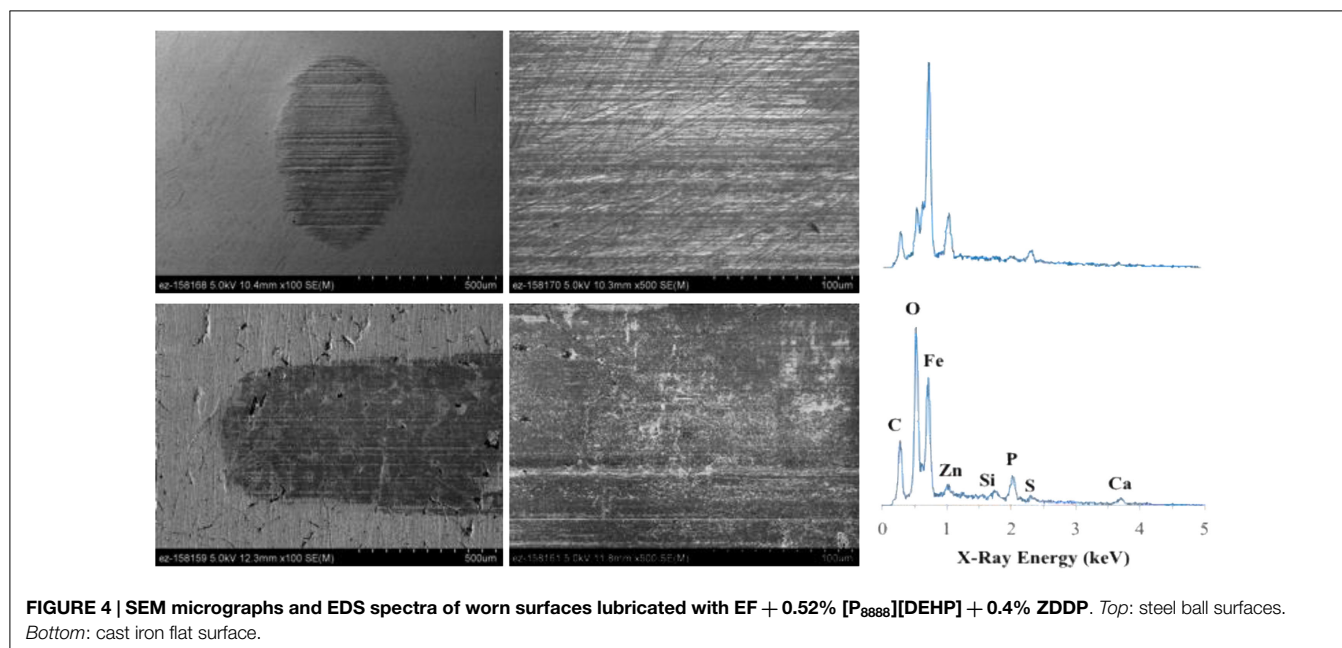 ez-158168 5.0kV 10.4mm x100 SE(M) 500um
ez-158170 5.0kV 10.3mm x500 SE(M) 100um
ez-158159 5.0kV 12.3mm x100 SE(M) 500um
ez-158161 5.0kV 11.8mm x500 SE(M) 100um
O
Fe
C
Zn
Si
P
S
Ca
0 1 2 3 4 5
X-Ray Energy (keV)
FIGURE 4 | SEM micrographs and EDS spectra of worn surfaces lubricated with EF + 0.52% [P8888][DEHP] + 0.4% ZDDP. Top: steel ball surfaces.
Bottom: cast iron flat surface.